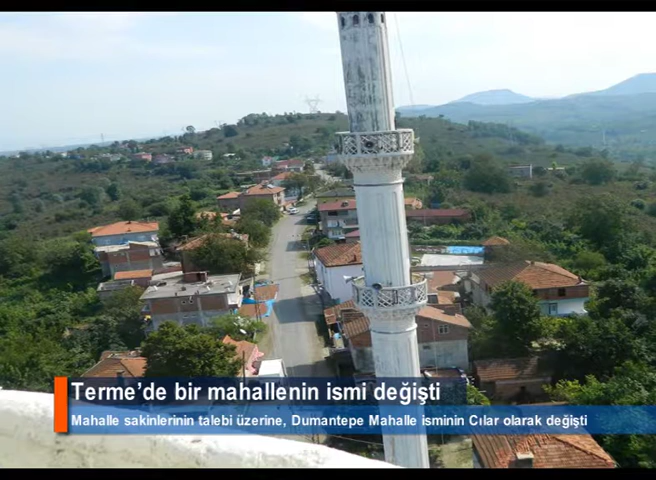 Terme'de bir mahallenin ismi değişti
Mahalle sakinlerinin talebi üzerine, Dumantepe Mahalle isminin Cılar olarak değişti